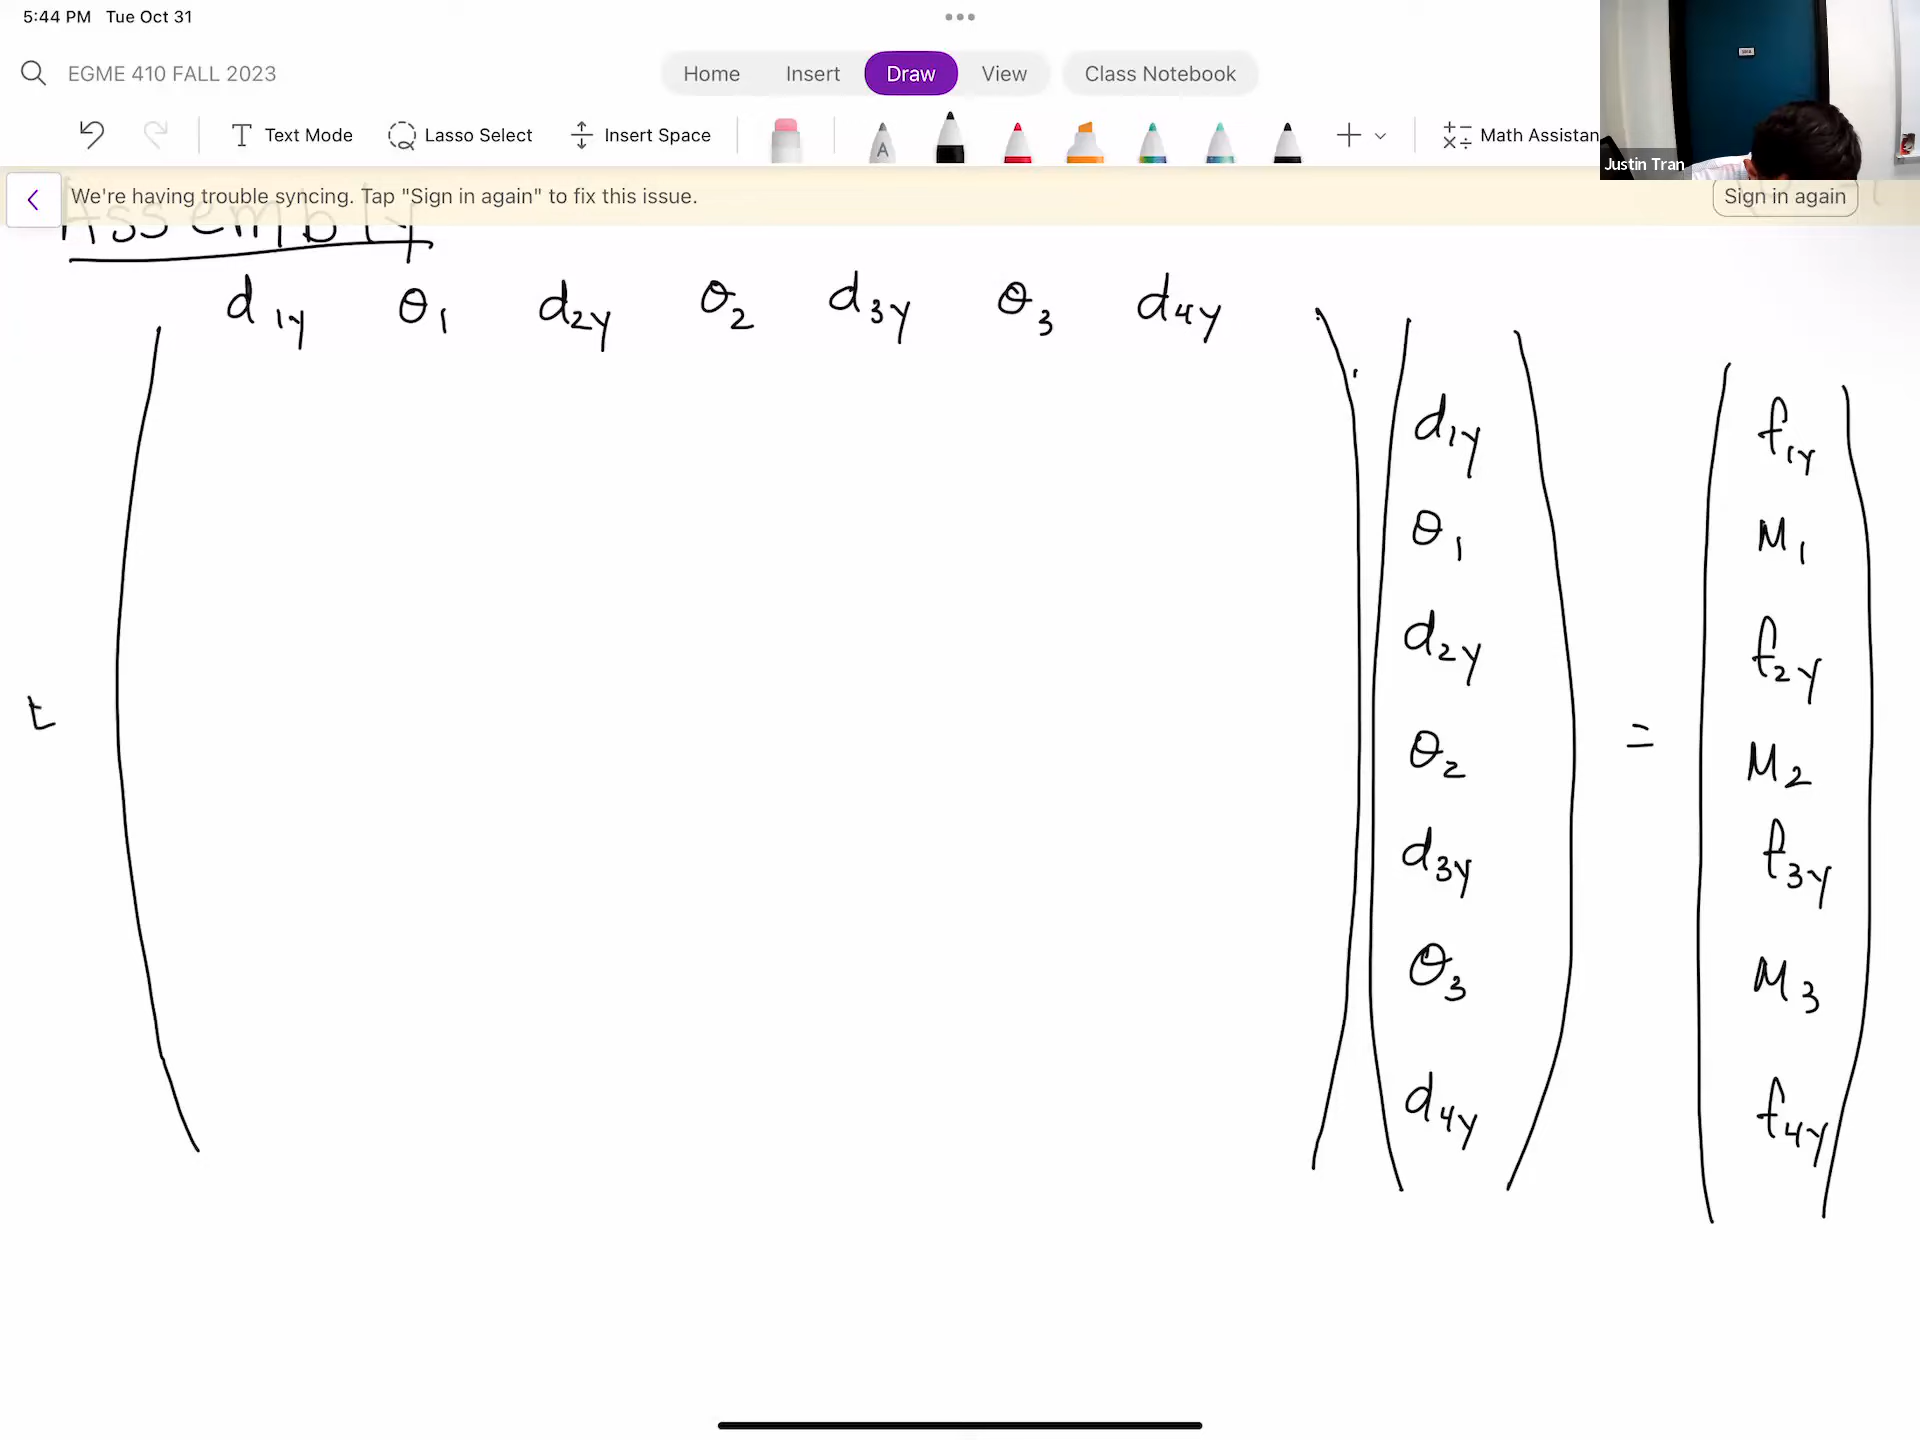 5:44 PM Tue Oct 31
EGME 410 FALL 2023
Home Insert Draw View Class Notebook
Text Mode Lasso Select Insert Space A Math Assistan
Justin Tran
We're having trouble syncing. Tap "Sign in again" to fix this issue. Sign in again
Assembly
d1y θ1 d2y θ2 d3y θ3 d4y
d1y f1y
θ1 M1
d2y f2y
θ2 = M2
d3y f3y
θ3 M3
d4y f4y